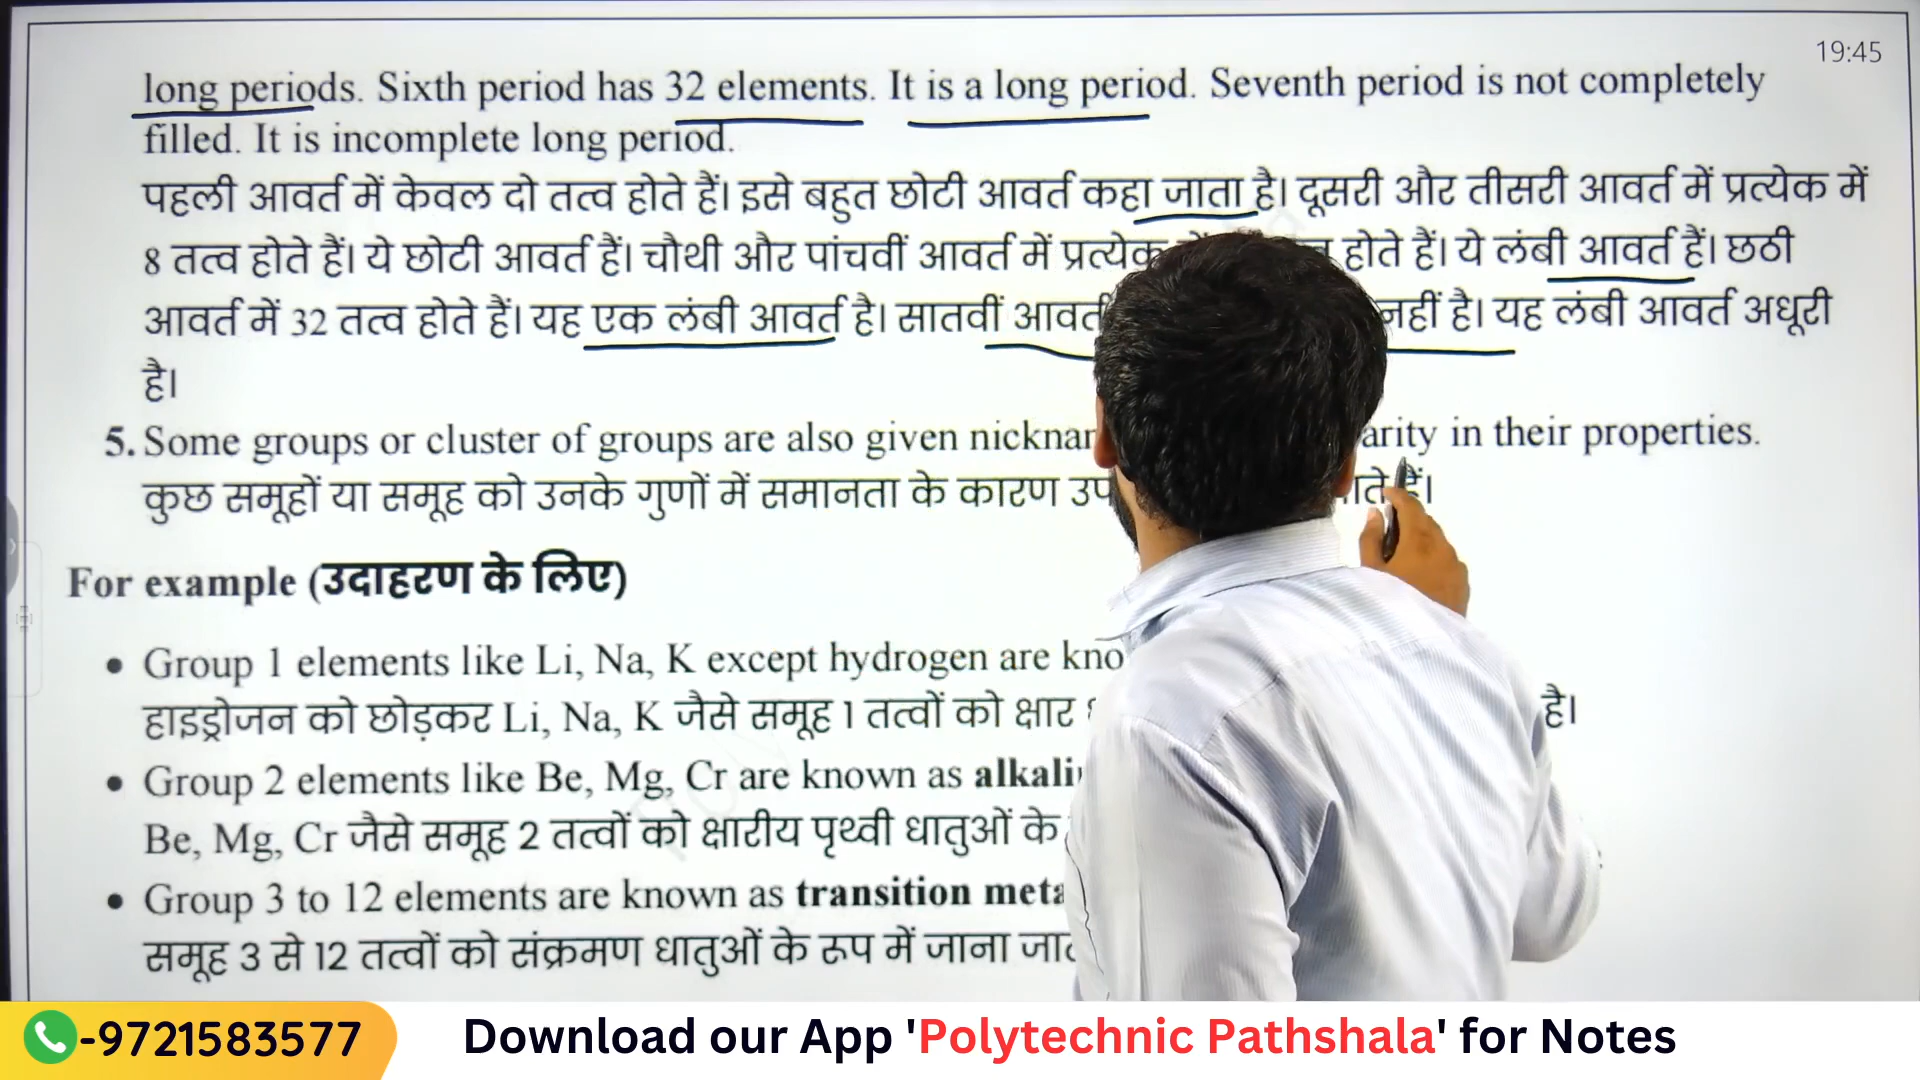 19:45
long periods. Sixth period has 32 elements. It is a long period. Seventh period is not completely
filled. It is incomplete long period.
पहली आवर्त में केवल दो तत्व होते हैं। इसे बहुत छोटी आवर्त कहा जाता है। दूसरी और तीसरी आवर्त में प्रत्येक में
8 तत्व होते हैं। ये छोटी आवर्त हैं। चौथी और पांचवीं आवर्त में प्रत्येक होते हैं। ये लंबी आवर्त हैं। छठी
आवर्त में 32 तत्व होते हैं। यह एक लंबी आवर्त है। सातवीं आवर्त नहीं है। यह लंबी आवर्त अधूरी
है।
5. Some groups or cluster of groups are also given in their properties.
कुछ समूहों या समूह को उनके गुणों में समानता के कारण
For example (उदाहरण के लिए)
• Group 1 elements like Li, Na, K except hydrogen are
हाइड्रोजन को छोड़कर Li, Na, K जैसे समूह 1 तत्वों को क्षार है।
• Group 2 elements like Be, Mg, Cr are known as
Be, Mg, Cr जैसे समूह 2 तत्वों को क्षारीय पृथ्वी धातुओं के
• Group 3 to 12 elements are known as transition
समूह 3 से 12 तत्वों को संक्रमण धातुओं के रूप में जाना
-9721583577
Download our App 'Polytechnic Pathshala' for Notes